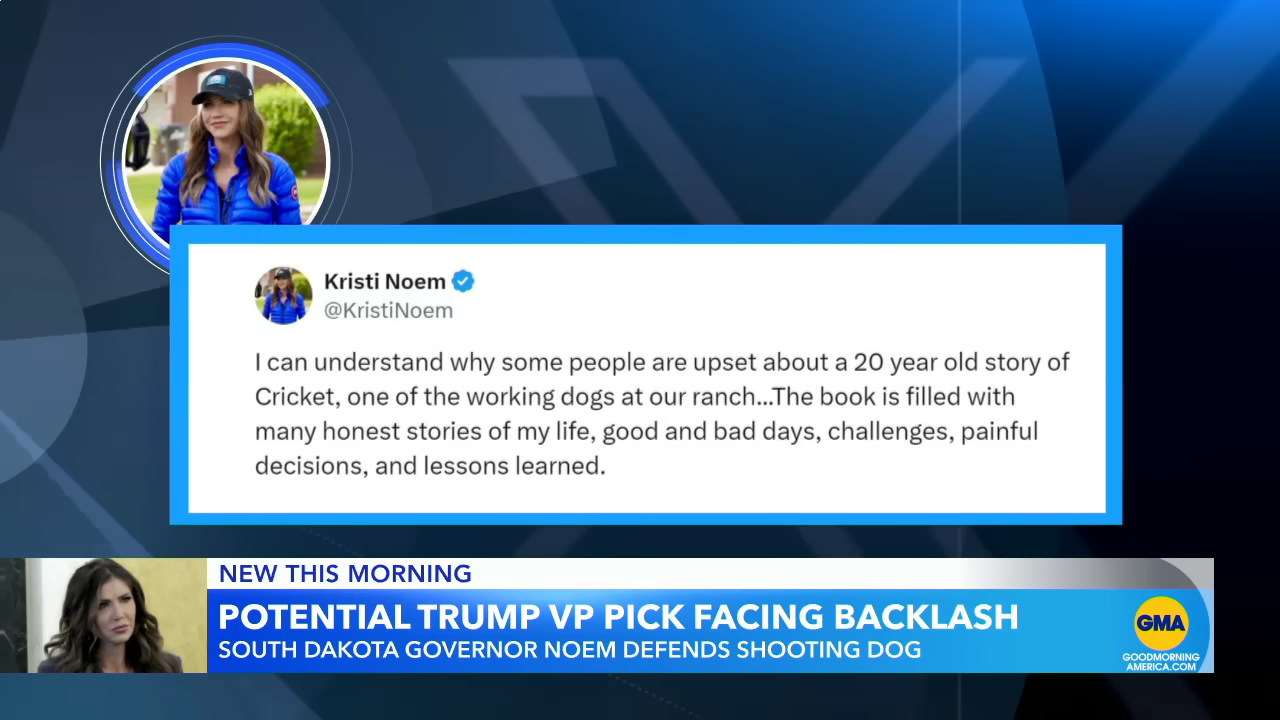 Kristi Noem
@KristiNoem
I can understand why some people are upset about a 20 year old story of
Cricket, one of the working dogs at our ranch...The book is filled with
many honest stories of my life, good and bad days, challenges, painful
decisions, and lessons learned.
NEW THIS MORNING
POTENTIAL TRUMP VP PICK FACING BACKLASH
SOUTH DAKOTA GOVERNOR NOEM DEFENDS SHOOTING DOG
GMA
GOODMORNING
AMERICA.COM